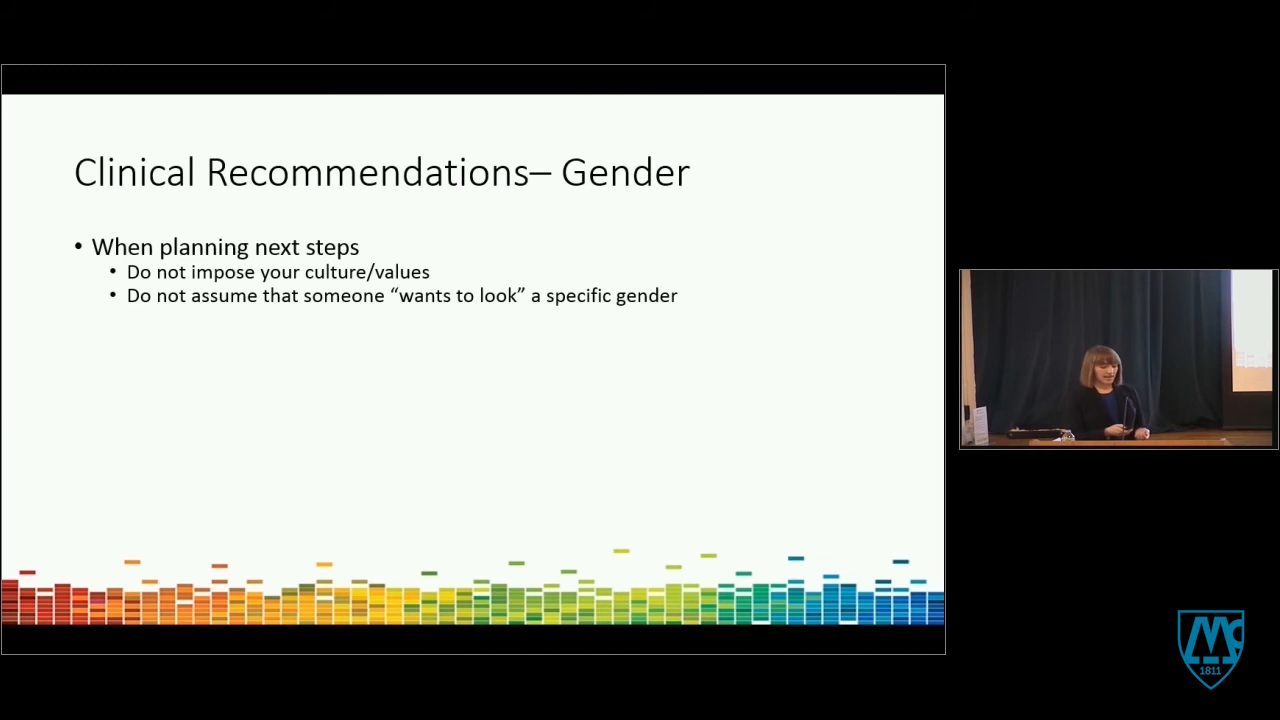 Clinical Recommendations– Gender
• When planning next steps
• Do not impose your culture/values
• Do not assume that someone “wants to look” a specific gender
Mc
1811